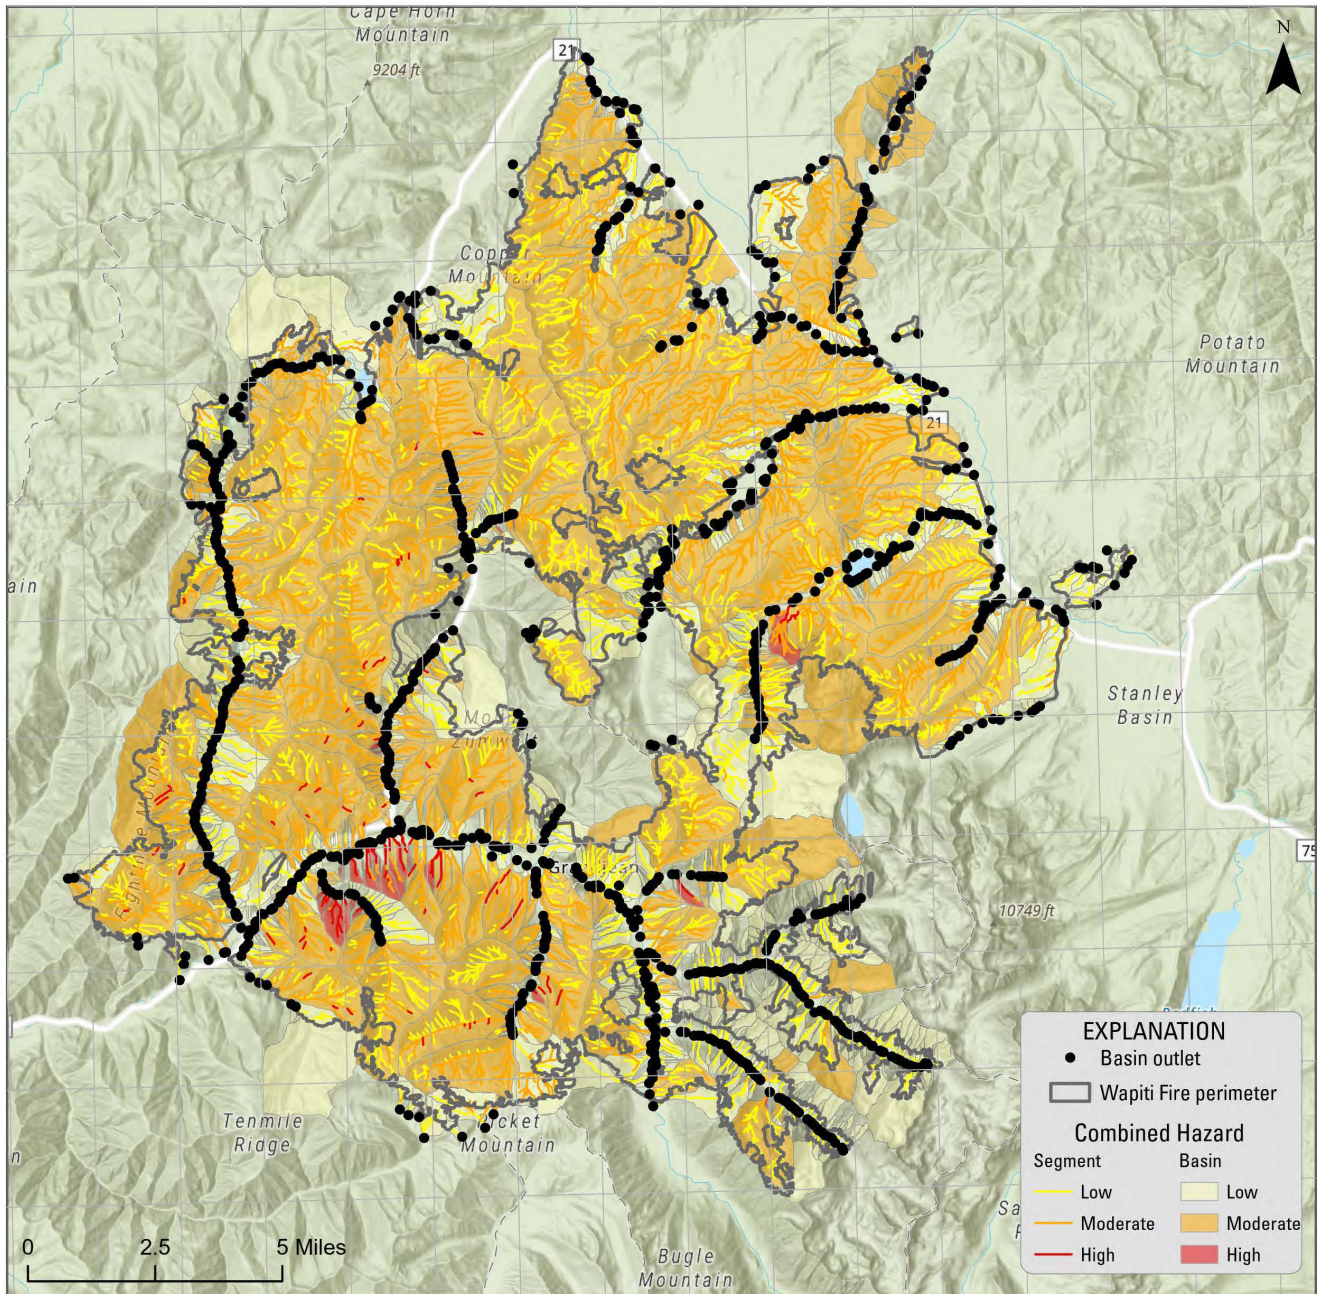 Cape Horn
Mountain
9204 ft
21
N
Copper
Mountain
Potato
Mountain
21
ain
Stanley
Basin
75
10749 ft
Tenmile
Ridge
Mountain
Bugle
Mountain
n
Sa
EXPLANATION
Basin outlet
Wapiti Fire perimeter
Combined Hazard
Segment Basin
Low Low
Moderate Moderate
High High
0 2.5 5 Miles